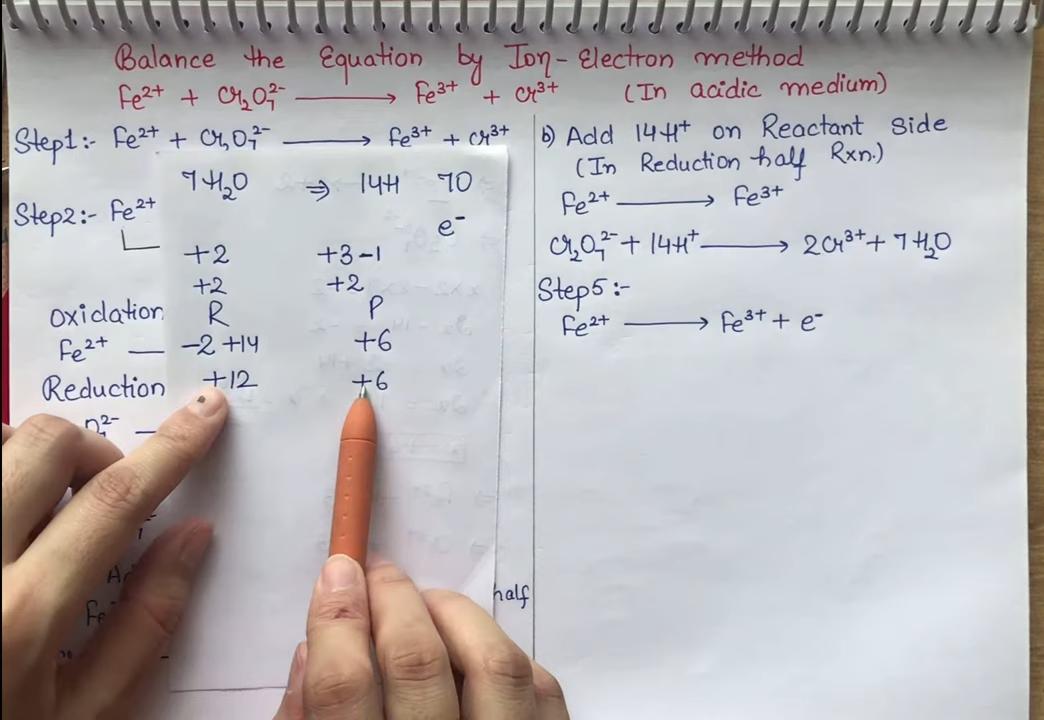 Balance the Equation by Ion-Electron method
Fe²⁺ + Cr₂O₇²⁻ ⟶ Fe³⁺ + Cr³⁺ (In acidic medium)
Step1:- Fe²⁺ + Cr₂O₇²⁻ ⟶ Fe³⁺ + Cr³⁺
7H₂O ⇒ 14H 7O
Step2:- Fe²⁺
e⁻
+2 +3-1
+2 +2
Oxidation R P
Fe²⁺ — -2+14 +6
Reduction +12 +6
O₇²⁻ —
Fe
half
b) Add 14H⁺ on Reactant Side
(In Reduction half Rxn.)
Fe²⁺ ⟶ Fe³⁺
Cr₂O₇²⁻ + 14H⁺ ⟶ 2Cr³⁺ + 7H₂O
Step5:-
Fe²⁺ ⟶ Fe³⁺ + e⁻